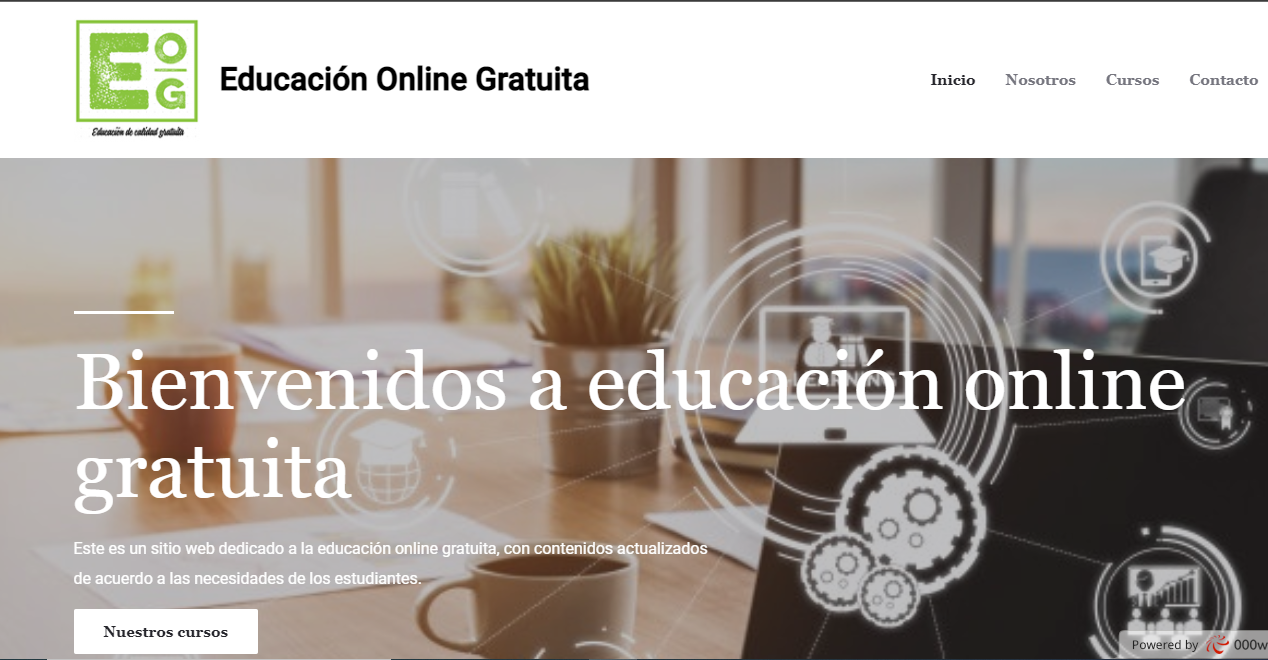 E
O
G
Educación de calidad gratuita
Educación Online Gratuita
Inicio Nosotros Cursos Contacto
Bienvenidos a educación online
gratuita
Este es un sitio web dedicado a la educación online gratuita, con contenidos actualizados
de acuerdo a las necesidades de los estudiantes.
Nuestros cursos
Powered by 000w